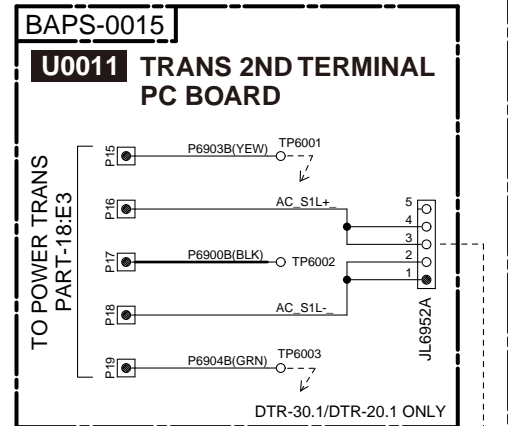 BAPS-0015
U0011 TRANS 2ND TERMINAL
PC BOARD
TO POWER TRANS
PART-18:E3
P15
P6903B(YEW)
TP6001
P16
AC_S1L+_
P17
P6900B(BLK)
TP6002
P18
AC_S1L-_
P19
P6904B(GRN)
TP6003
5
4
3
2
1
JL6952A
DTR-30.1/DTR-20.1 ONLY